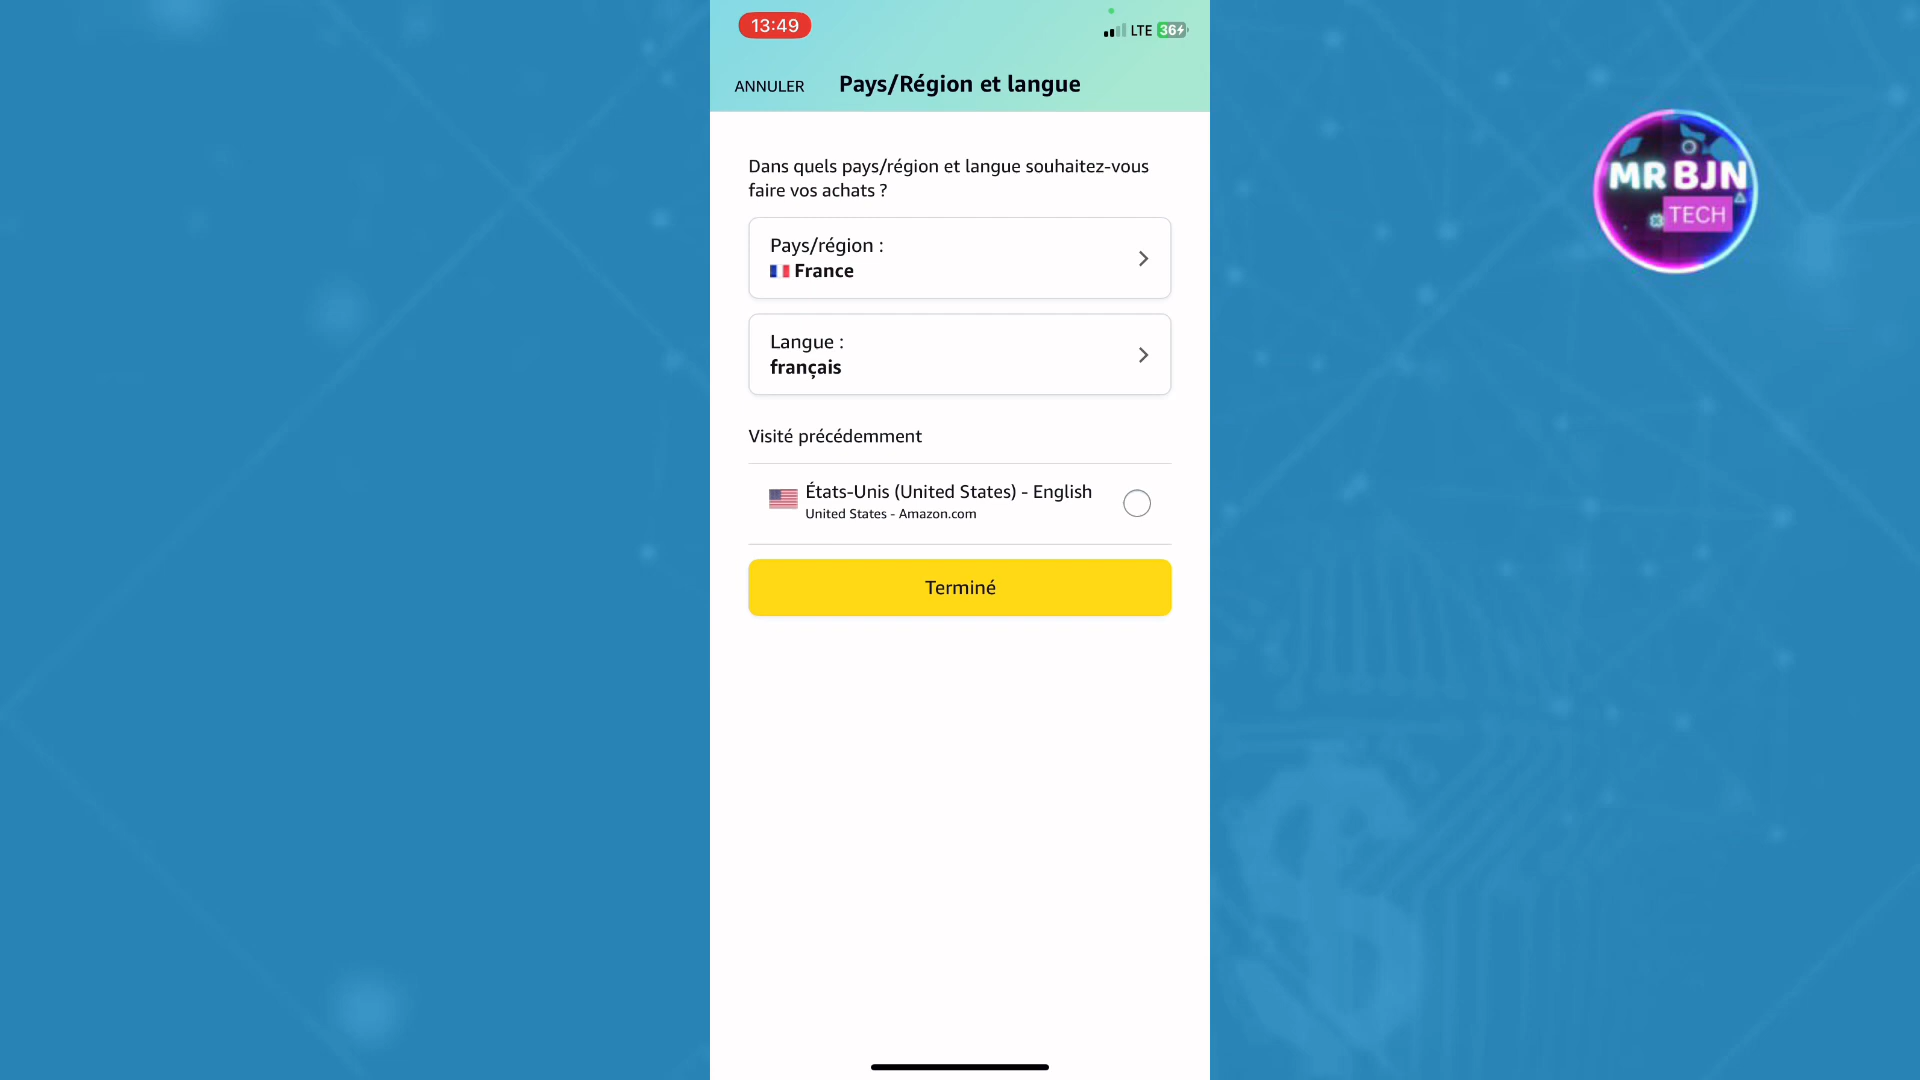 13:49
LTE 36
ANNULER Pays/Région et langue
Dans quels pays/région et langue souhaitez-vous
faire vos achats ?
Pays/région :
France
Langue :
français
Visité précédemment
États-Unis (United States) - English
United States - Amazon.com
Terminé
MR BJN
TECH